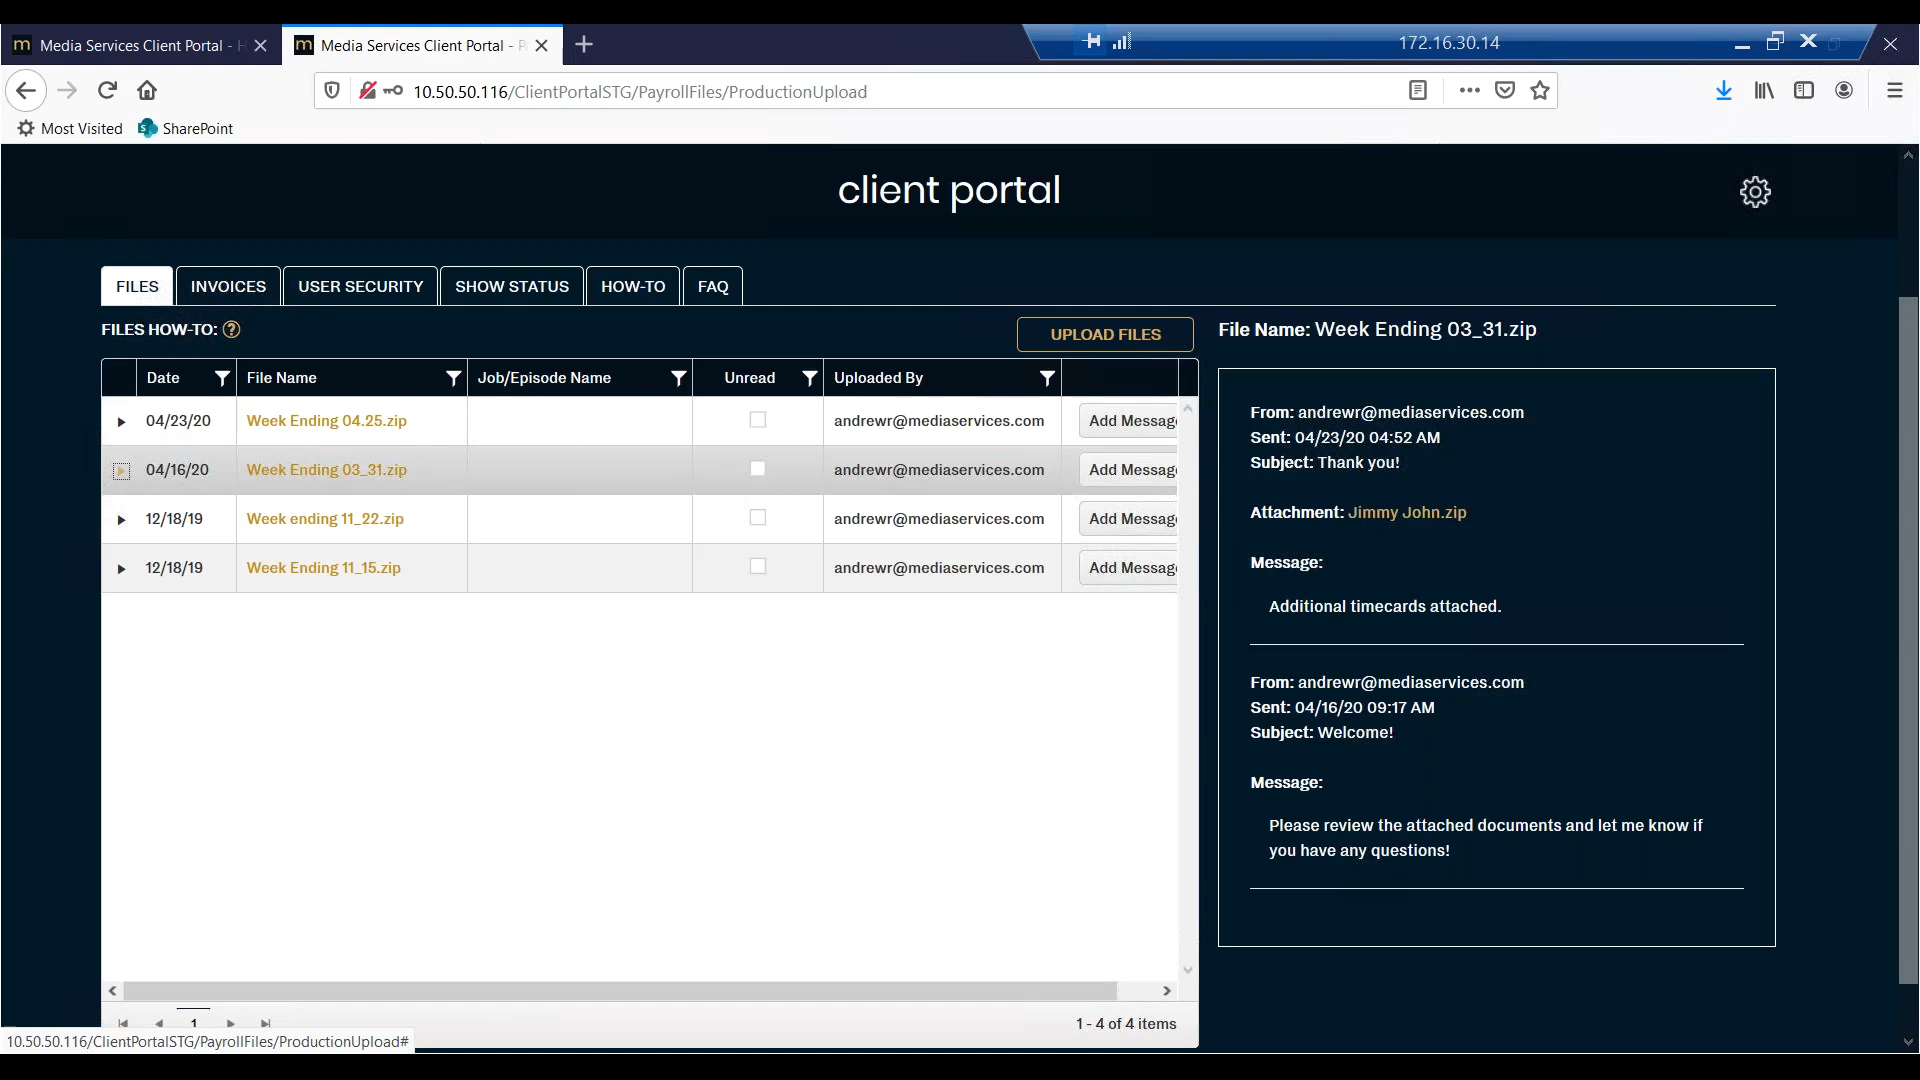 m Media Services Client Portal - H
m Media Services Client Portal - P
172.16.30.14
10.50.50.116/ClientPortalSTG/PayrollFiles/ProductionUpload
Most Visited
SharePoint
client portal
FILES
INVOICES
USER SECURITY
SHOW STATUS
HOW-TO
FAQ
FILES HOW-TO: ?
UPLOAD FILES
File Name: Week Ending 03_31.zip
Date
File Name
Job/Episode Name
Unread
Uploaded By
04/23/20 Week Ending 04.25.zip andrewr@mediaservices.com Add Message
04/16/20 Week Ending 03_31.zip andrewr@mediaservices.com Add Message
12/18/19 Week ending 11_22.zip andrewr@mediaservices.com Add Message
12/18/19 Week Ending 11_15.zip andrewr@mediaservices.com Add Message
From: andrewr@mediaservices.com
Sent: 04/23/20 04:52 AM
Subject: Thank you!
Attachment: Jimmy John.zip
Message:
Additional timecards attached.
From: andrewr@mediaservices.com
Sent: 04/16/20 09:17 AM
Subject: Welcome!
Message:
Please review the attached documents and let me know if
you have any questions!
1
1 - 4 of 4 items
10.50.50.116/ClientPortalSTG/PayrollFiles/ProductionUpload#